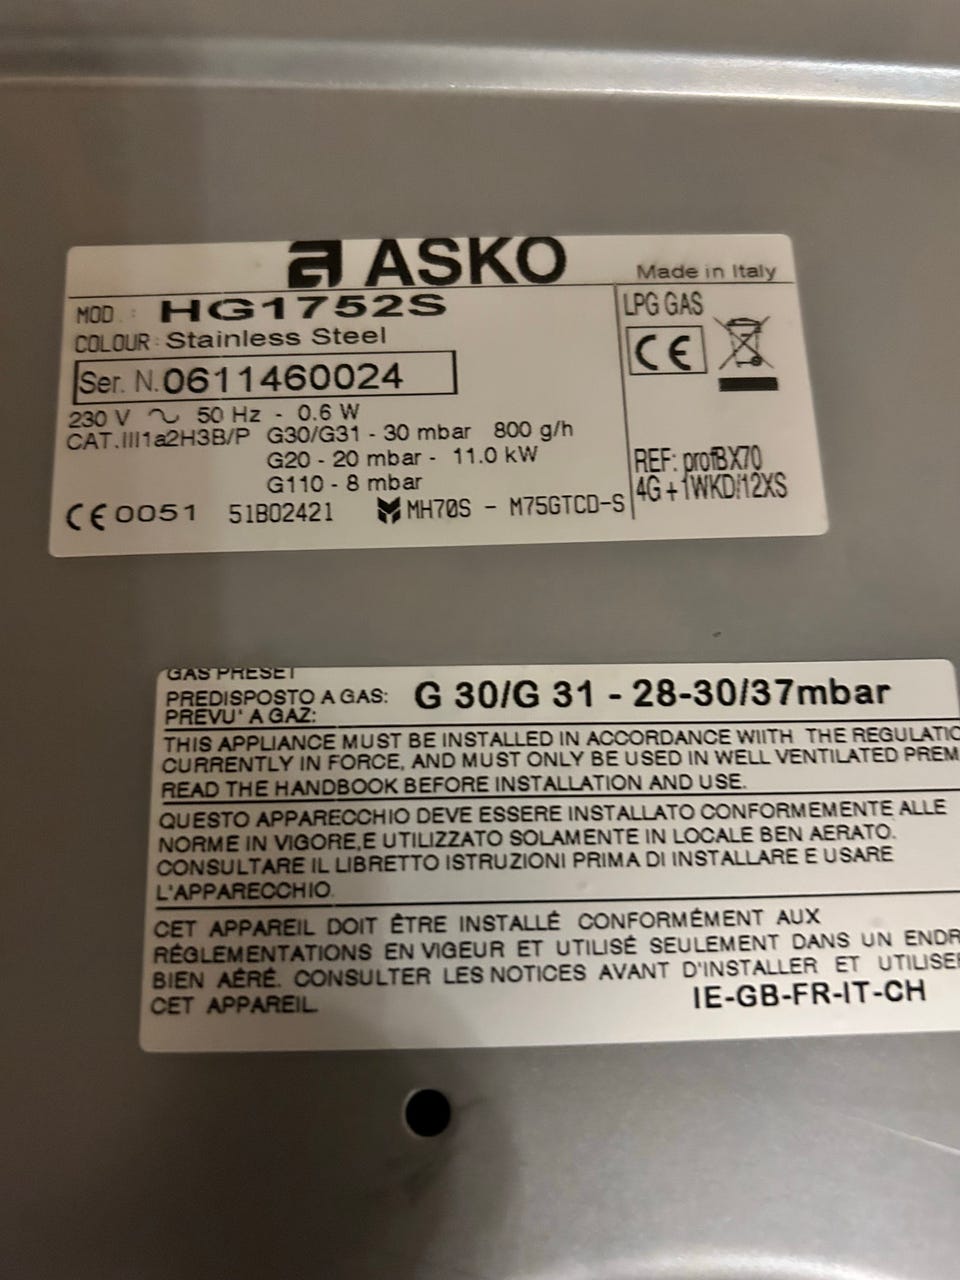 ASKO
Made in Italy
MOD. : HG1752S
COLOUR: Stainless Steel
Ser. N. 0611460024
230 V ~ 50 Hz - 0.6 W
CAT.III1a2H3B/P G30/G31 - 30 mbar 800 g/h
G20 - 20 mbar - 11.0 kW
G110 - 8 mbar
CE 0051 51BO2421 MH70S - M75GTCD-S
LPG GAS
CE
REF: profBX70
4G+1WKD/12XS
GAS PRESET
PREDISPOSTO A GAS: G 30/G 31 - 28-30/37mbar
PREVU' A GAZ:
THIS APPLIANCE MUST BE INSTALLED IN ACCORDANCE WIITH THE REGULATIO
CURRENTLY IN FORCE, AND MUST ONLY BE USED IN WELL VENTILATED PREM
READ THE HANDBOOK BEFORE INSTALLATION AND USE.
QUESTO APPARECCHIO DEVE ESSERE INSTALLATO CONFORMEMENTE ALLE
NORME IN VIGORE,E UTILIZZATO SOLAMENTE IN LOCALE BEN AERATO.
CONSULTARE IL LIBRETTO ISTRUZIONI PRIMA DI INSTALLARE E USARE
L'APPARECCHIO.
CET APPAREIL DOIT ÊTRE INSTALLÉ CONFORMÉMENT AUX
RÉGLEMENTATIONS EN VIGEUR ET UTILISÉ SEULEMENT DANS UN ENDR
BIEN AÉRÉ. CONSULTER LES NOTICES AVANT D'INSTALLER ET UTILISER
CET APPAREIL.
IE-GB-FR-IT-CH